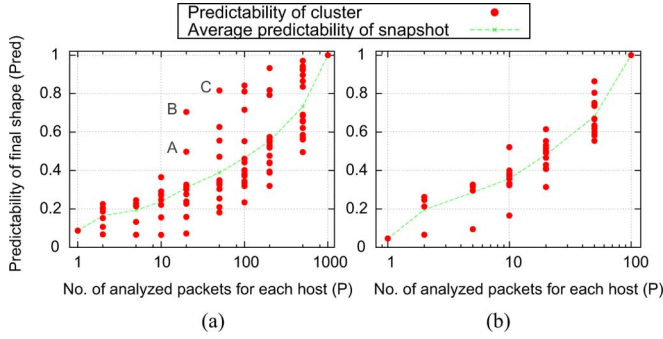 Predictability of cluster
Average predictability of snapshot
Predictability of final shape (Pred)
1
0.8
0.6
0.4
0.2
0
C
B
A
1 10 100 1000
No. of analyzed packets for each host (P)
(a)
1
0.8
0.6
0.4
0.2
0
1 10 100
No. of analyzed packets for each host (P)
(b)